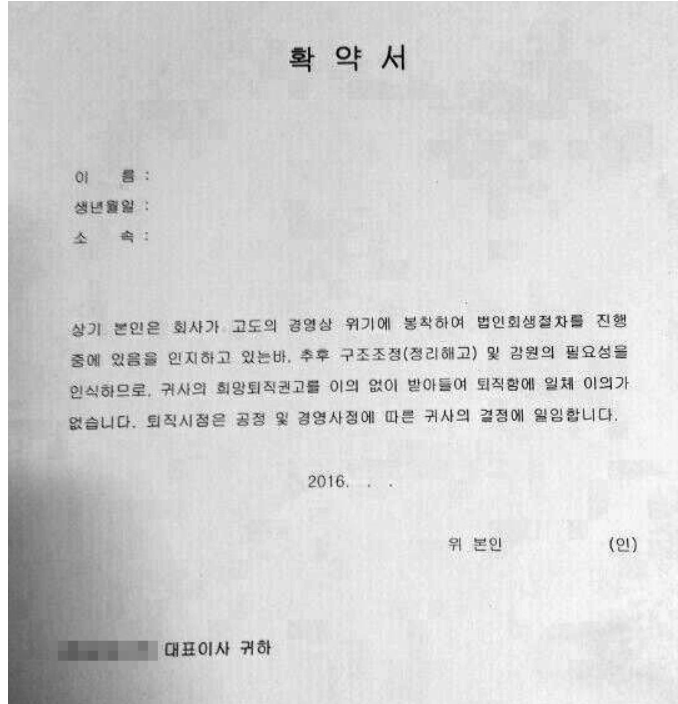 확 약 서
이 름 :
생년월일 :
소 속 :
상기 본인은 회사가 고도의 경영상 위기에 봉착하여 법인회생절차를 진행
중에 있음을 인지하고 있는바, 추후 구조조정(정리해고) 및 감원의 필요성을
인식하므로, 귀사의 희망퇴직권고를 이의 없이 받아들여 퇴직함에 일체 이의가
없습니다. 퇴직시점은 공정 및 경영사정에 따른 귀사의 결정에 일임합니다.
2016. . .
위 본인 (인)
대표이사 귀하